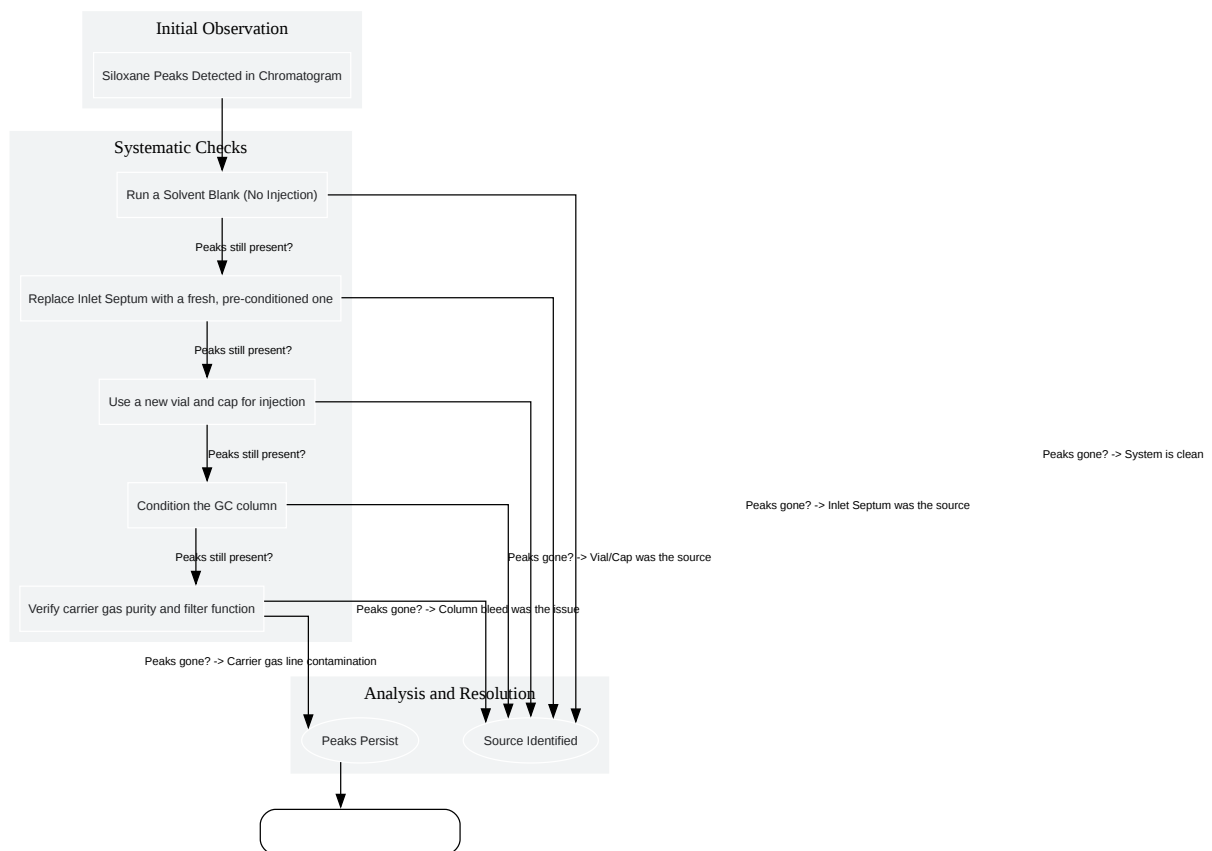 Initial Observation
Siloxane Peaks Detected in Chromatogram
Systematic Checks
Run a Solvent Blank (No Injection)
Peaks still present?
Replace Inlet Septum with a fresh, pre-conditioned one
Peaks still present?
Use a new vial and cap for injection
Peaks still present?
Peaks gone? -> System is clean
Condition the GC column
Peaks gone? -> Inlet Septum was the source
Peaks still present?
Peaks gone? -> Vial/Cap was the source
Verify carrier gas purity and filter function
Peaks gone? -> Column bleed was the issue
Peaks gone? -> Carrier gas line contamination
Analysis and Resolution
Peaks Persist
Source Identified